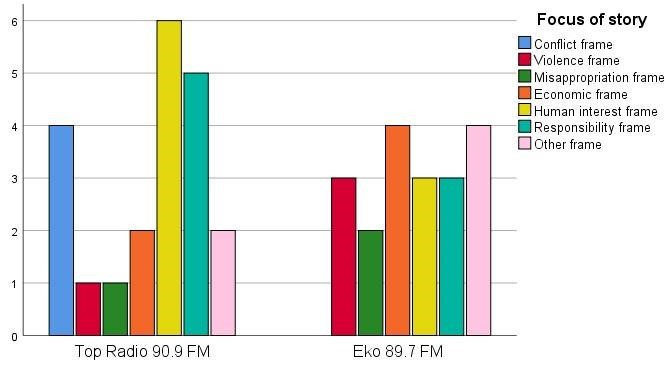 Focus of story
Conflict frame
Violence frame
Misappropriation frame
Economic frame
Human interest frame
Responsibility frame
Other frame
6
5
4
3
2
1
0
Top Radio 90.9 FM
Eko 89.7 FM